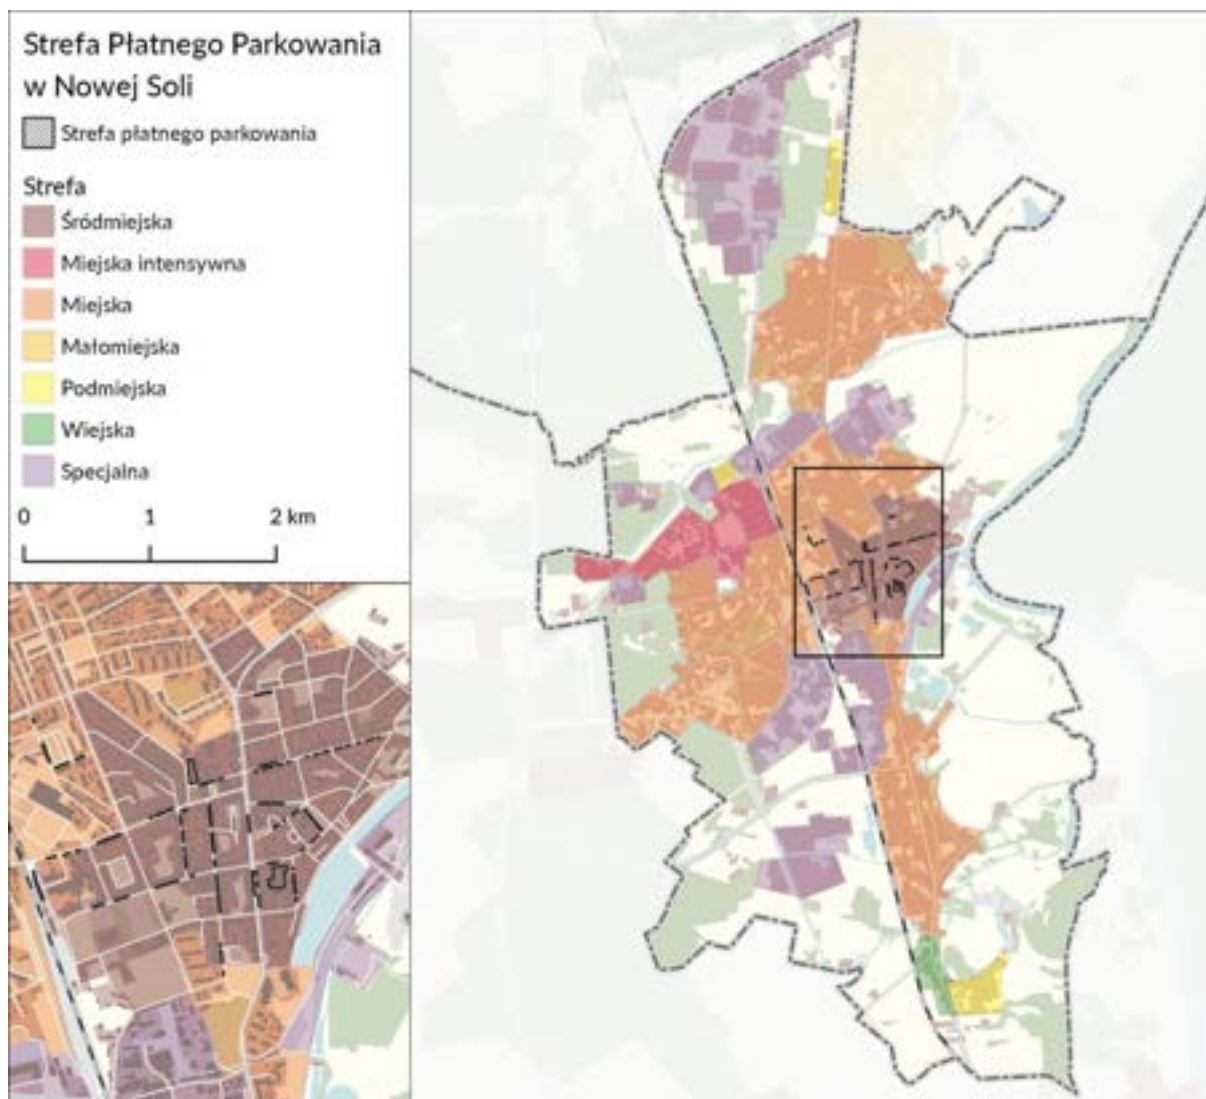 Strefa Płatnego Parkowania
w Nowej Soli
Strefa płatnego parkowania
Strefa
Śródmiejska
Miejska intensywna
Miejska
Małomiejska
Podmiejska
Wiejska
Specjalna
0 1 2 km